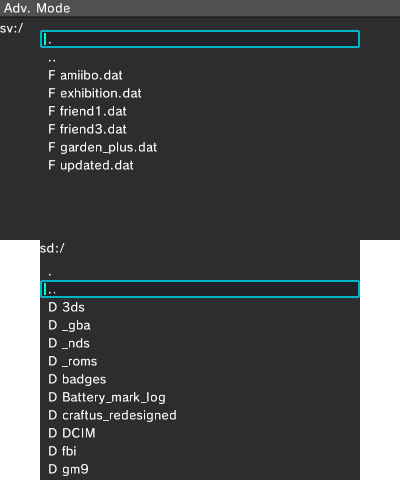 Adv. Mode
sv:/
.
..
F amiibo.dat
F exhibition.dat
F friend1.dat
F friend3.dat
F garden_plus.dat
F updated.dat
sd:/
.
..
D 3ds
D _gba
D _nds
D _roms
D badges
D Battery_mark_log
D craftus_redesigned
D DCIM
D fbi
D gm9